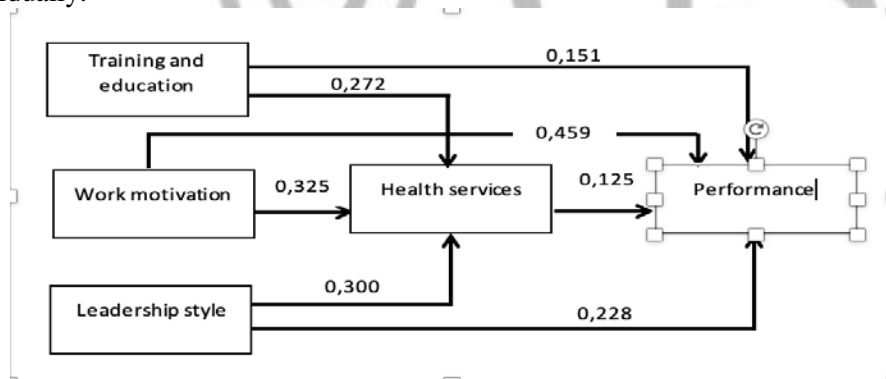 Training and
education
0,151
0,272
0,459
Work motivation
0,325
Health services
0,125
Performance
0,300
Leadership style
0,228